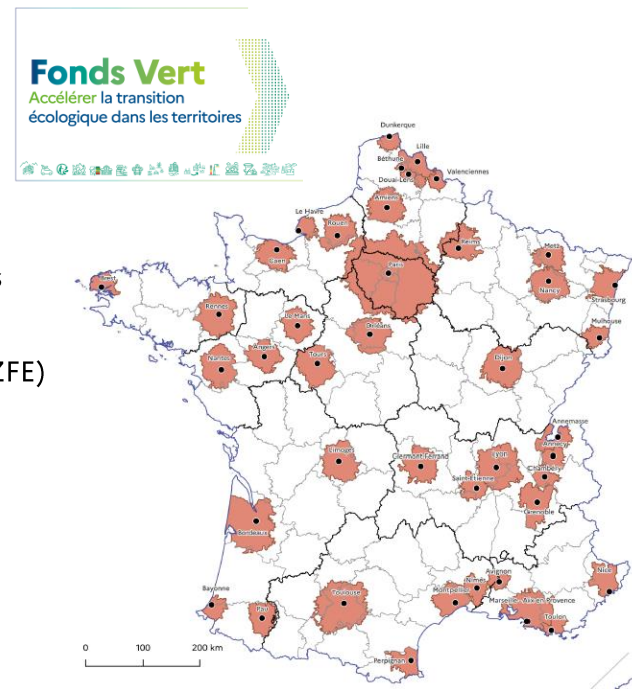 Fonds Vert
Accélérer la transition
écologique dans les territoires
s
ZFE)
Dunkerque
Lille
Béthune
Valenciennes
Douai-Lens
Amiens
Le Havre
Rouen
Reims
Caen
Paris
Metz
Nancy
Strasbourg
Brest
Rennes
Le Mans
Orléans
Mulhouse
Nantes
Angers
Tours
Dijon
Annemasse
Annecy
Limoges
Clermont-Ferrand
Lyon
Chambéry
Saint-Etienne
Grenoble
Bordeaux
Bayonne
Pau
Toulouse
Montpellier
Nîmes
Avignon
Nice
Marseille - Aix-en-Provence
Toulon
Perpignan
0 100 200 km